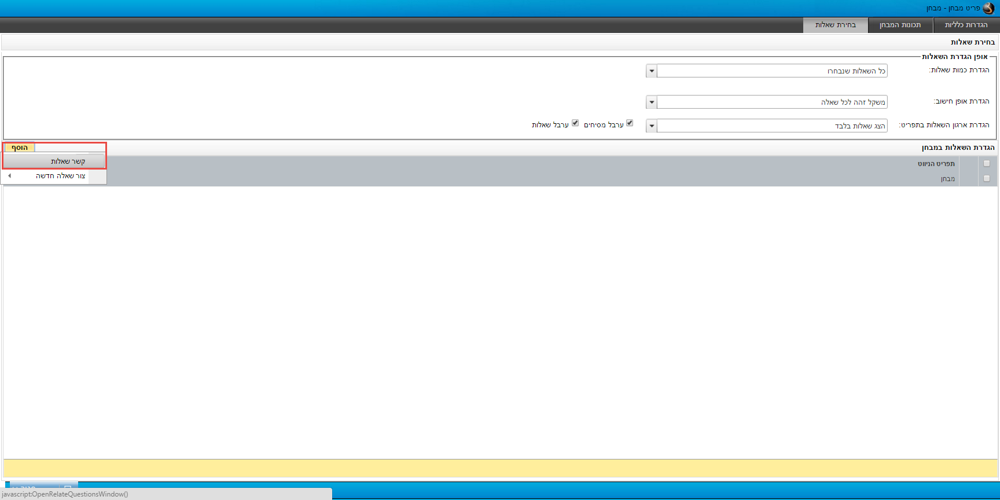 פריט מבחן - מבחן
הגדרות כלליות
תכונות המבחן
בחירת שאלות
בחירת שאלות
אופן הגדרת השאלות
הגדרת כמות שאלות:
כל השאלות שנבחרו
הגדרת אופן חישוב:
משקל זהה לכל שאלה
הגדרת ארגון השאלות בתפריט:
הצג שאלות בלבד
ערבל מסיחים
ערבל שאלות
הגדרת השאלות במבחן
הוסף
קשר שאלות
צור שאלה חדשה
תפריט הניווט
מבחן
javascript:OpenRelateQuestionsWindow()